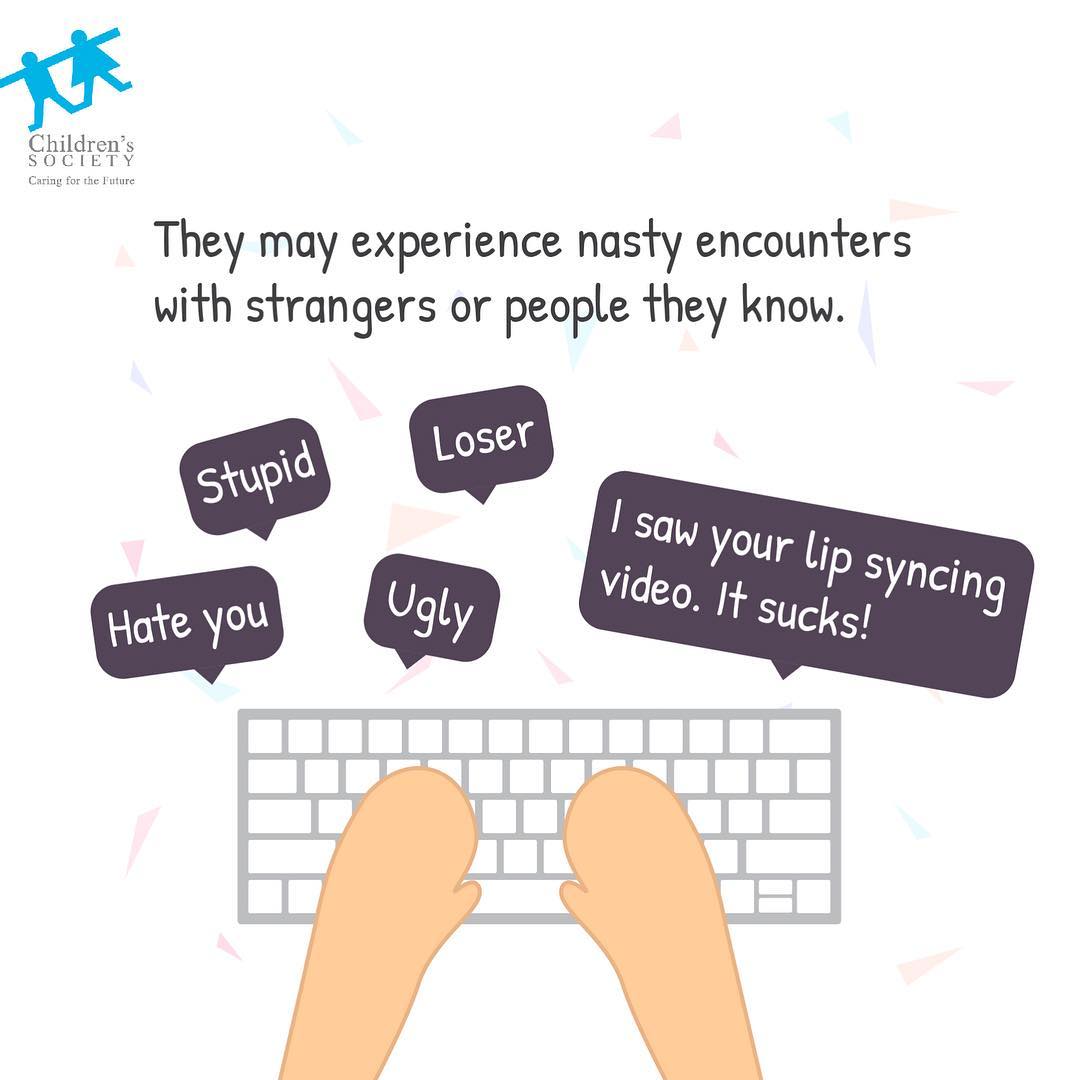 Children's
SOCIETY
Caring for the Future
They may experience nasty encounters
with strangers or people they know.
Stupid
Loser
I saw your lip syncing
video. It sucks!
Hate you
Ugly